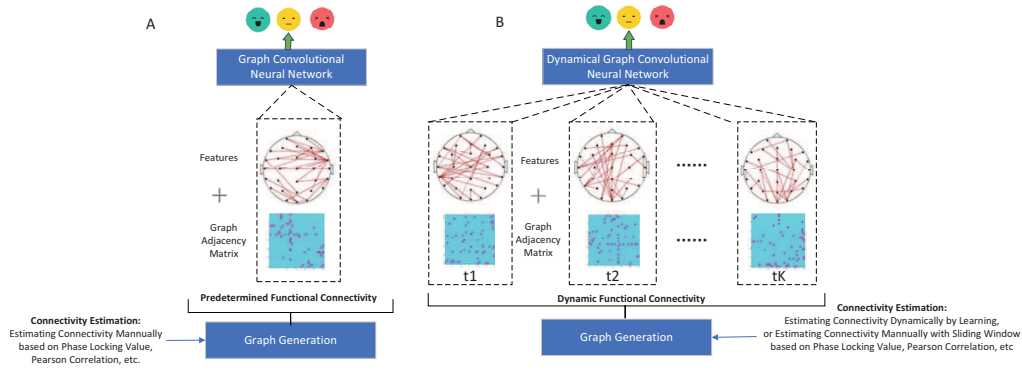 A
Graph Convolutional
Neural Network
Features
+
Graph
Adjacency
Matrix
Predetermined Functional Connectivity
Connectivity Estimation:
Estimating Connectivity Mannually
based on Phase Locking Value,
Pearson Correlation, etc.
Graph Generation
B
Dynamical Graph Convolutional
Neural Network
Features
+
Graph
Adjacency
Matrix
......
......
t1
t2
tK
Dynamic Functional Connectivity
Graph Generation
Connectivity Estimation:
Estimating Connectivity Dynamically by Learning,
or Estimating Connectivity Mannually with Sliding Window
based on Phase Locking Value, Pearson Correlation, etc